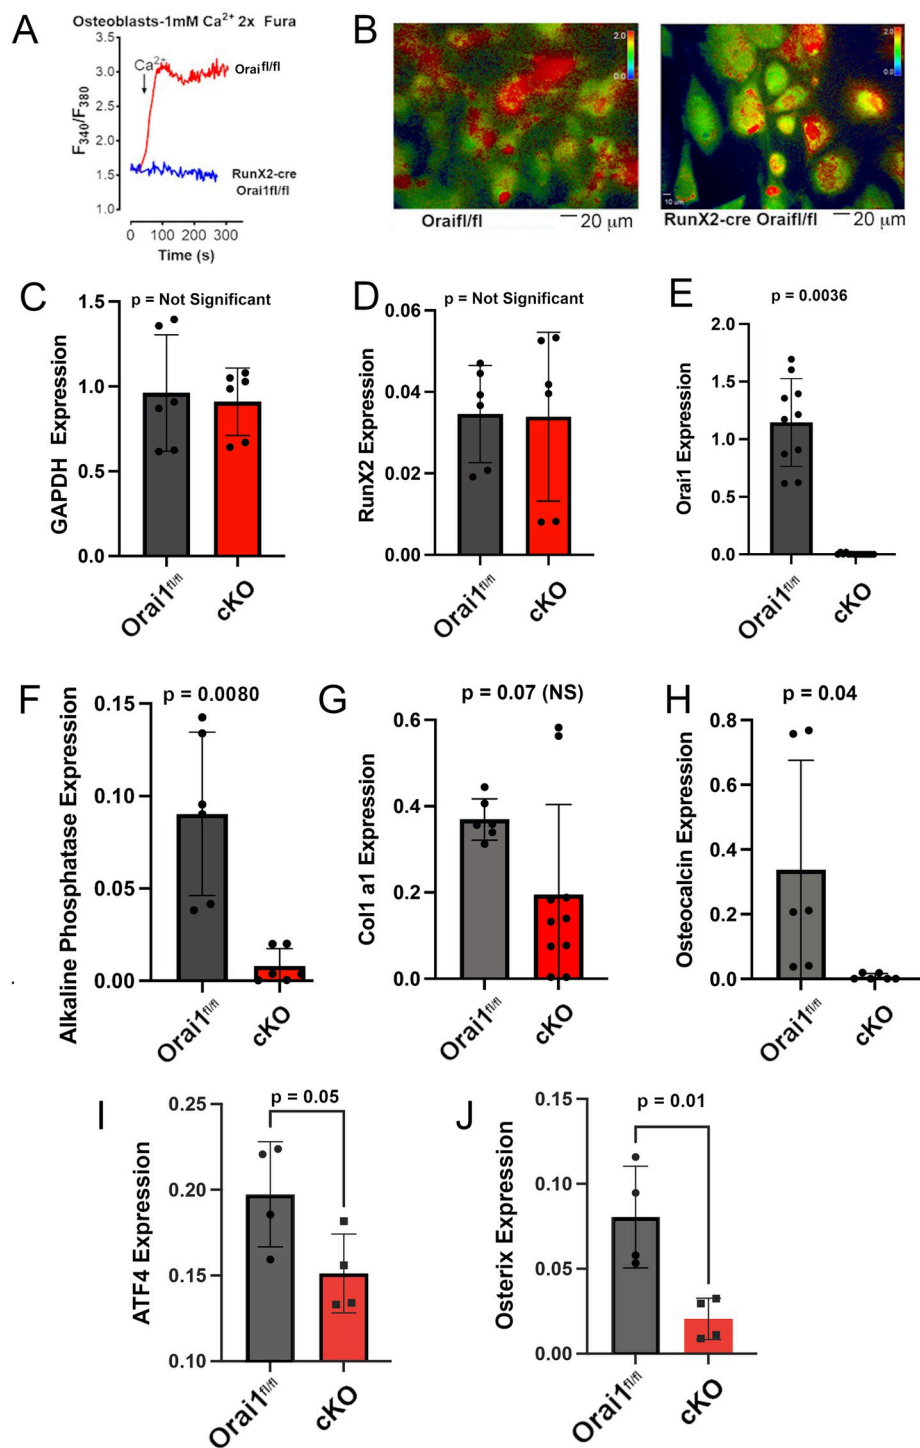 A
Osteoblasts-1mM Ca²⁺ 2x Fura
3.5
3.0
2.5
2.0
1.5
1.0
F340/F380
Ca²⁺
Orai fl/fl
RunX2-cre
Orai1fl/fl
0 100 200 300
Time (s)
B
2.0
0.0
Oraifl/fl
20 µm
2.0
0.0
10 um
RunX2-cre Oraifl/fl
20 µm
C
p = Not Significant
GAPDH Expression
1.5
1.0
0.5
0.0
Orai1fl/fl
cKO
D
p = Not Significant
RunX2 Expression
0.06
0.04
0.02
0.00
Orai1fl/fl
cKO
E
p = 0.0036
Orai1 Expression
2.0
1.5
1.0
0.5
0.0
Orai1fl/fl
cKO
F
p = 0.0080
Alkaline Phosphatase Expression
0.15
0.10
0.05
0.00
Orai1fl/fl
cKO
G
p = 0.07 (NS)
Col1 a1 Expression
0.6
0.4
0.2
0.0
Orai1fl/fl
cKO
H
p = 0.04
Osteocalcin Expression
0.8
0.6
0.4
0.2
0.0
Orai1fl/fl
cKO
I
p = 0.05
ATF4 Expression
0.25
0.20
0.15
0.10
Orai1fl/fl
cKO
J
p = 0.01
Osterix Expression
0.15
0.10
0.05
0.00
Orai1fl/fl
cKO